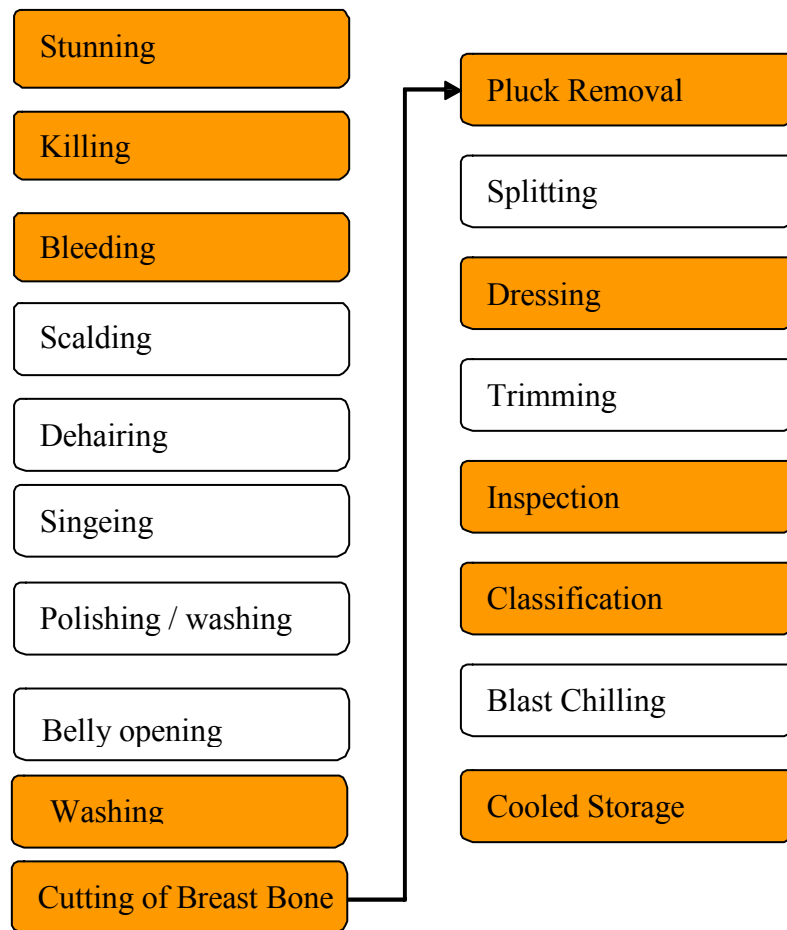 Stunning
Killing
Bleeding
Scalding
Dehairing
Singeing
Polishing / washing
Belly opening
Washing
Cutting of Breast Bone
Pluck Removal
Splitting
Dressing
Trimming
Inspection
Classification
Blast Chilling
Cooled Storage